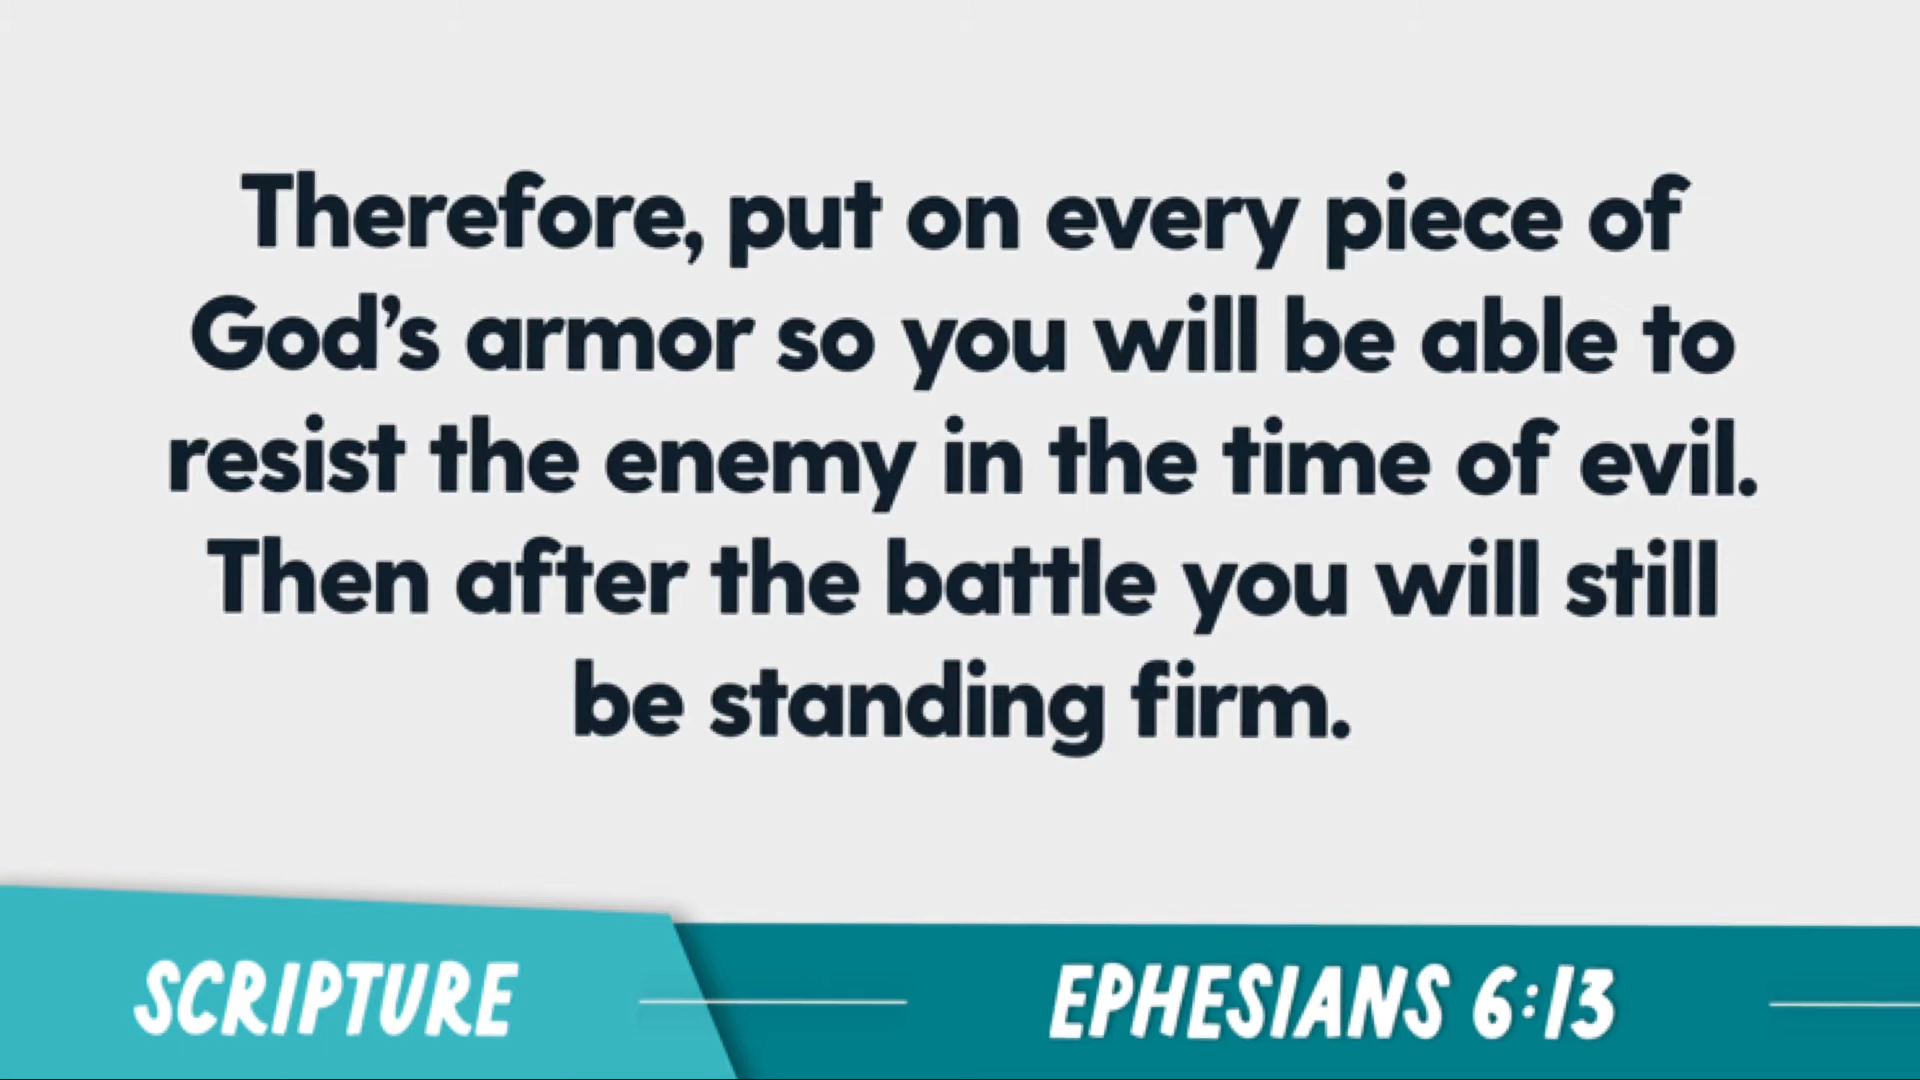 Therefore, put on every piece of
God’s armor so you will be able to
resist the enemy in the time of evil.
Then after the battle you will still
be standing firm.
SCRIPTURE
EPHESIANS 6:13